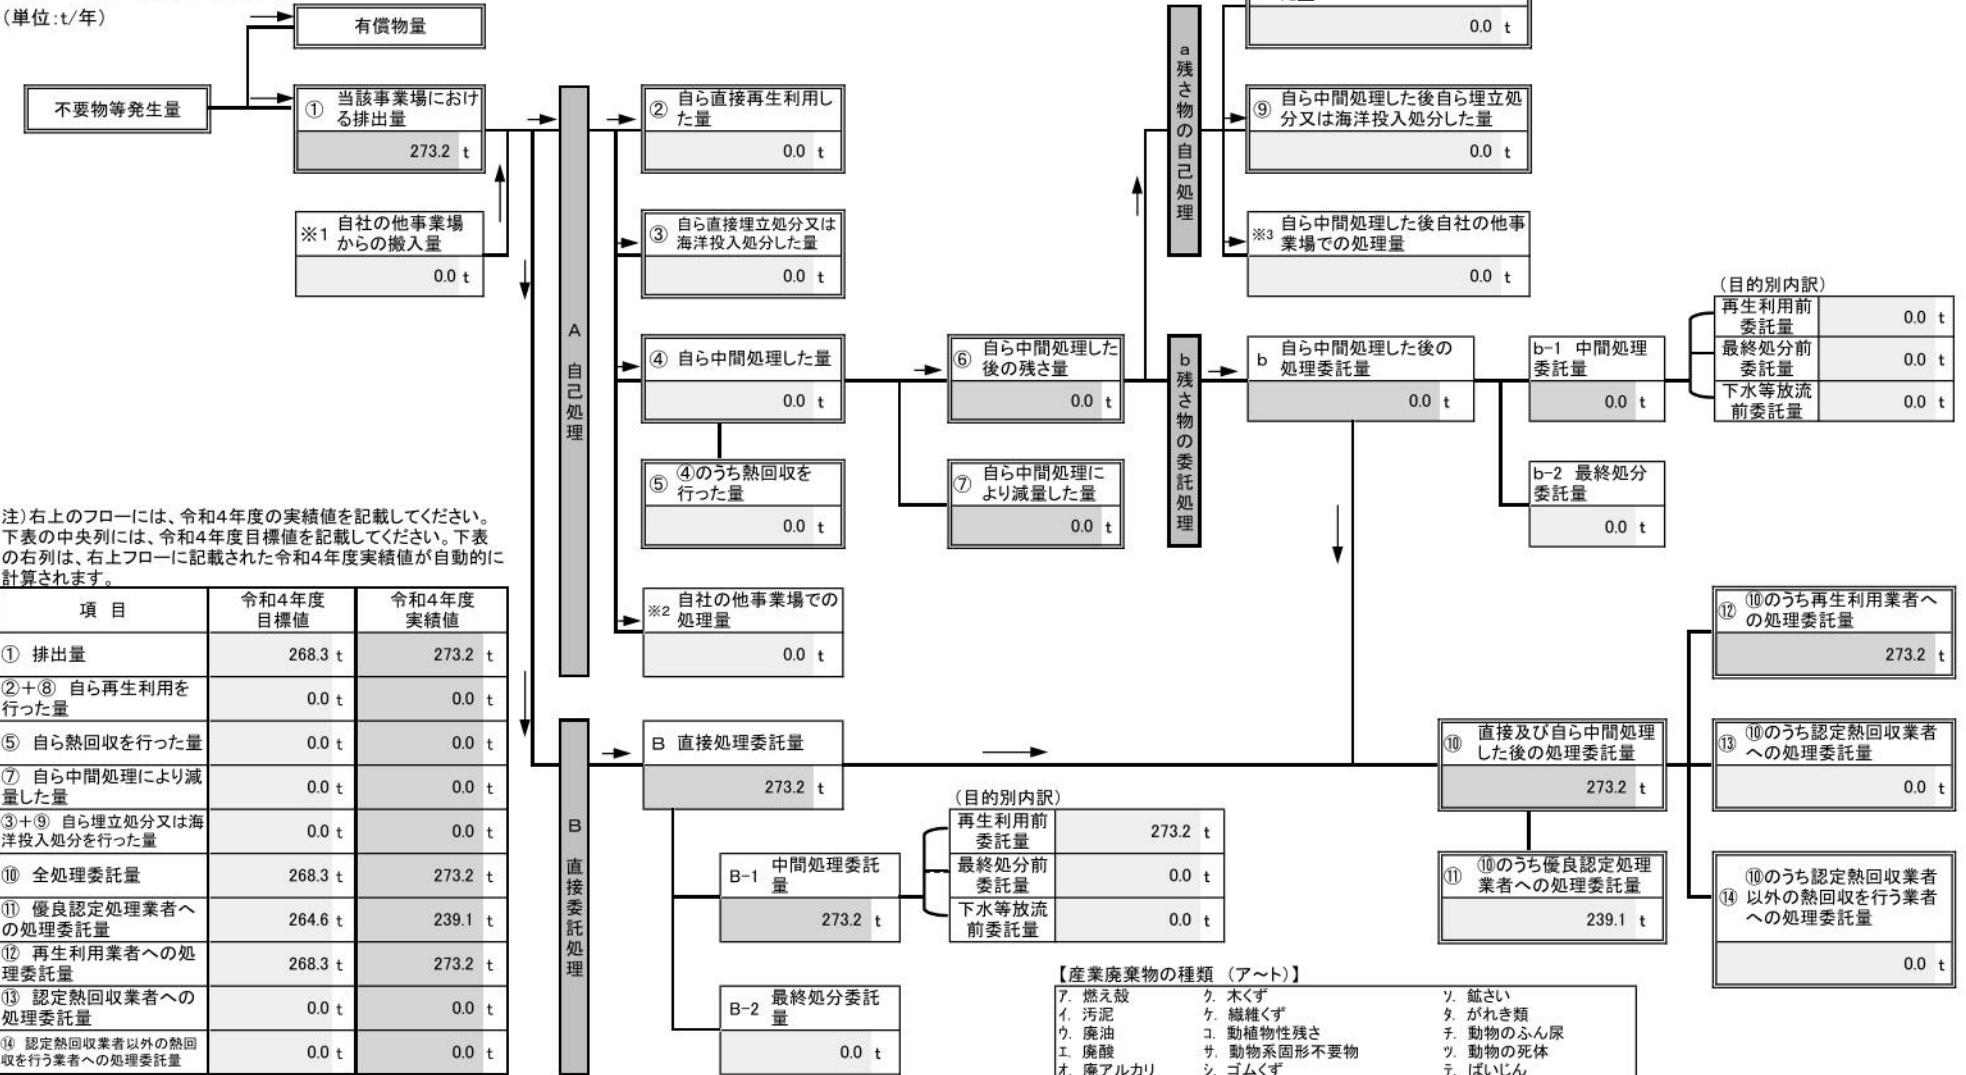 (単位:t/年)
有償物量
不要物等発生量
① 当該事業場におけ
る排出量
273.2 t
※1 自社の他事業場
からの搬入量
0.0 t
A 自己処理
② 自ら直接再生利用し
た量
0.0 t
③ 自ら直接埋立処分又は
海洋投入処分した量
0.0 t
④ 自ら中間処理した量
0.0 t
⑤ ④のうち熱回収を
行った量
0.0 t
※2 自社の他事業場での
処理量
0.0 t
⑥ 自ら中間処理した
後の残さ量
0.0 t
⑦ 自ら中間処理に
より減量した量
0.0 t
a 残さ物の自己処理
0.0 t
⑨ 自ら中間処理した後自ら埋立処
分又は海洋投入処分した量
0.0 t
※3 自ら中間処理した後自社の他事
業場での処理量
0.0 t
b 残さ物の委託処理
b 自ら中間処理した後の
処理委託量
0.0 t
b-1 中間処理
委託量
0.0 t
b-2 最終処分
委託量
0.0 t
(目的別内訳)
再生利用前
委託量
0.0 t
最終処分前
委託量
0.0 t
下水等放流
前委託量
0.0 t
注)右上のフローには、令和4年度の実績値を記載してください。
下表の中央列には、令和4年度目標値を記載してください。下表
の右列は、右上フローに記載された令和4年度実績値が自動的に
計算されます。
項 目
令和4年度
目標値
令和4年度
実績値
① 排出量 268.3 t 273.2 t
②+⑧ 自ら再生利用を
行った量
0.0 t 0.0 t
⑤ 自ら熱回収を行った量 0.0 t 0.0 t
⑦ 自ら中間処理により減
量した量
0.0 t 0.0 t
③+⑨ 自ら埋立処分又は海
洋投入処分を行った量
0.0 t 0.0 t
⑩ 全処理委託量 268.3 t 273.2 t
⑪ 優良認定処理業者へ
の処理委託量
264.6 t 239.1 t
⑫ 再生利用業者への処
理委託量
268.3 t 273.2 t
⑬ 認定熱回収業者への
処理委託量
0.0 t 0.0 t
⑭ 認定熱回収業者以外の熱回
収を行う業者への処理委託量
0.0 t 0.0 t
B 直接委託処理
B 直接処理委託量
273.2 t
B-1 中間処理委託
量
273.2 t
B-2 最終処分委託
量
0.0 t
(目的別内訳)
再生利用前
委託量
273.2 t
最終処分前
委託量
0.0 t
下水等放流
前委託量
0.0 t
⑩ 直接及び自ら中間処理
した後の処理委託量
273.2 t
⑪ ⑩のうち優良認定処理
業者への処理委託量
239.1 t
⑫ ⑩のうち再生利用業者へ
の処理委託量
273.2 t
⑬ ⑩のうち認定熱回収業者
への処理委託量
0.0 t
⑭ ⑩のうち認定熱回収業者
以外の熱回収を行う業者
への処理委託量
0.0 t
【産業廃棄物の種類 (ア~ト)】
ア. 燃え殻 ク. 木くず ソ. 鉱さい
イ. 汚泥 ケ. 繊維くず タ. がれき類
ウ. 廃油 コ. 動植物性残さ チ. 動物のふん尿
エ. 廃酸 サ. 動物系固形不要物 ツ. 動物の死体
オ. 廃アルカリ シ. ゴムくず テ. ばいじん